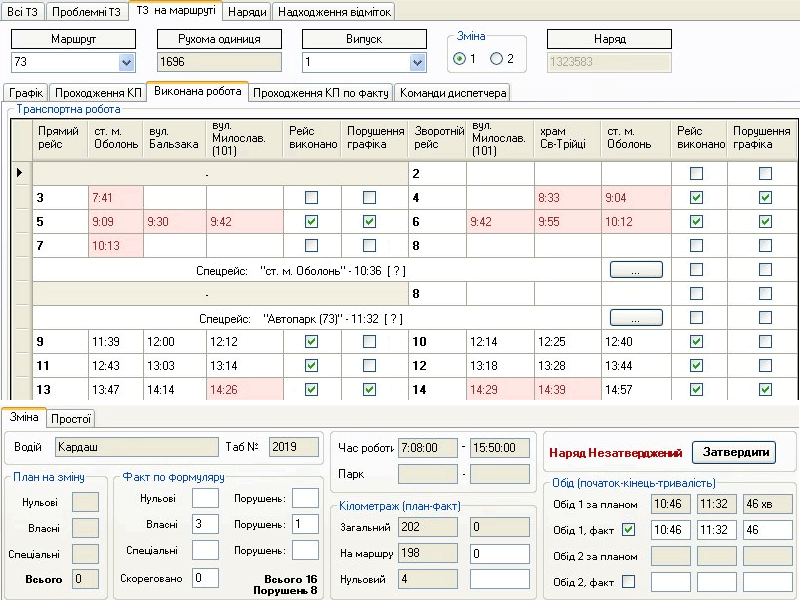 Всі ТЗ Проблемні ТЗ ТЗ на маршруті Наряди Надходження відміток
Маршрут Рухома одиниця Випуск Зміна Наряд
73 1696 1 1 2 1323583
Графік Проходження КП Виконана робота Проходження КП по факту Команди диспетчера
Транспортна робота
Прямий рейс ст. м. Оболонь вул. Бальзака вул. Милослав. (101) Рейс виконано Порушення графіка Зворотній рейс вул. Милослав. (101) храм Св-Трійці ст. м. Оболонь Рейс виконано Порушення графіка
- 2
3 7:41 4 8:33 9:04
5 9:09 9:30 9:42 6 9:42 9:55 10:12
7 10:13 8
Спецрейс: "ст. м. Оболонь" - 10:36 [ ? ] ...
- 8
Спецрейс: "Автопарк (73)" - 11:32 [ ? ] ...
9 11:39 12:00 12:12 10 12:14 12:25 12:40
11 12:43 13:03 13:14 12 13:18 13:28 13:44
13 13:47 14:14 14:26 14 14:29 14:39 14:57
Зміна Простої
Водій Кардаш Таб № 2019 Час роботи 7:08:00 - 15:50:00 Наряд Незатверджений Затвердити
Парк -
План на зміну Факт по формуляру Кілометраж (план-факт) Обід (початок-кінець-тривалість)
Нульові Нульові Порушень: Загальний 202 0 Обід 1 за планом 10:46 11:32 46 хв
Власні Власні 3 Порушень: 1 Обід 1, факт 10:46 11:32 46
Спеціальні Спеціальні Порушень: На маршру 198 0 Обід 2 за планом
Всього 0 Скореговано 0 Всього 16 Нульовий 4 Обід 2, факт
Порушень 8